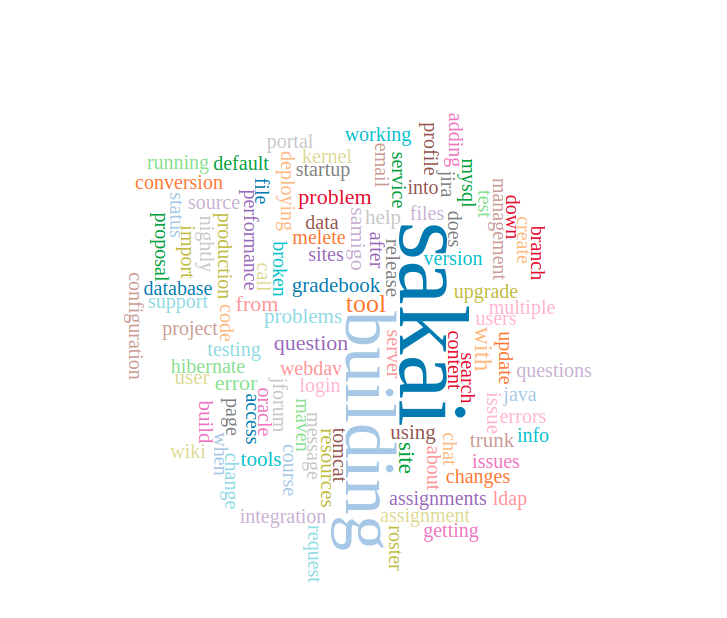 adding
profile
working
portal
email
service
mysql
jira
kernel
deploying
startup
running
default
conversion
file
problem
into
test
management
down
status
source
performance
samigo
help
files
does
create
branch
proposal
nightly
production
import
data
melete
after
release
sakai
sites
version
broken
call
configuration
database
gradebook
upgrade
support
code
from
tool
multiple
problems
building
users
project
question
server
content
with
update
testing
search
hibernate
webdav
questions
user
error
login
java
build
page
access
oracle
jforum
maven
message
issue
errors
resources
tomcat
using
site
chat
trunk
info
wiki
when
change
tools
course
about
issues
changes
assignments
ldap
integration
assignment
request
roster
getting